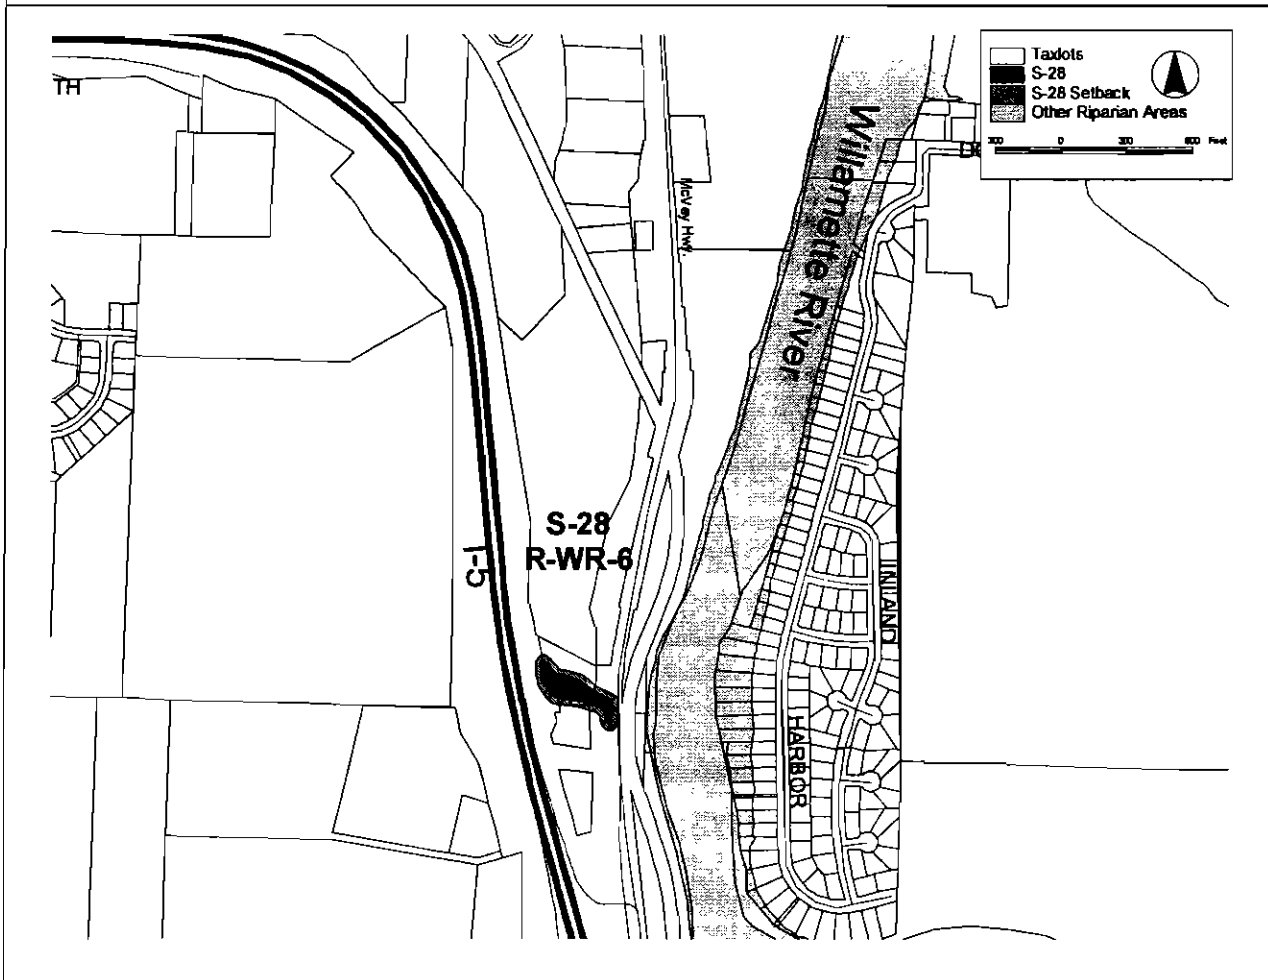 TH
Taxlots
S-28
S-28 Setback
Other Riparian Areas
300 0 300 600 Feet
Willamette River
McVey Hwy.
S-28
R-WR-6
I-5
INLAND
HARBOR